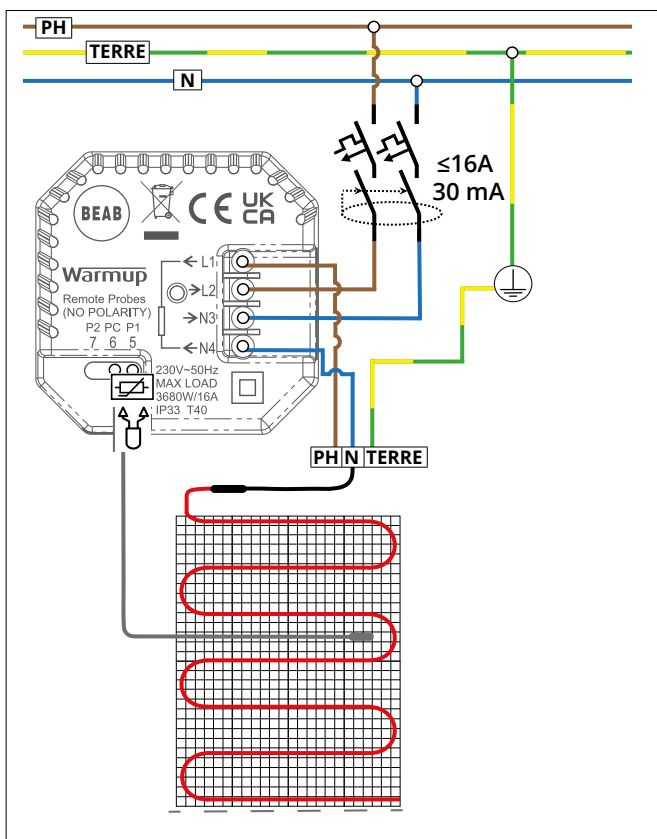 PH
TERRE
N
≤16A
30 mA
BEAB
CE UK
CA
Warmup
Remote Probes
(NO POLARITY)
P2 PC P1
7 6 5
L1
L2
N3
N4
230V~50Hz
MAX LOAD
3680W/16A
IP33 T40
PH N TERRE